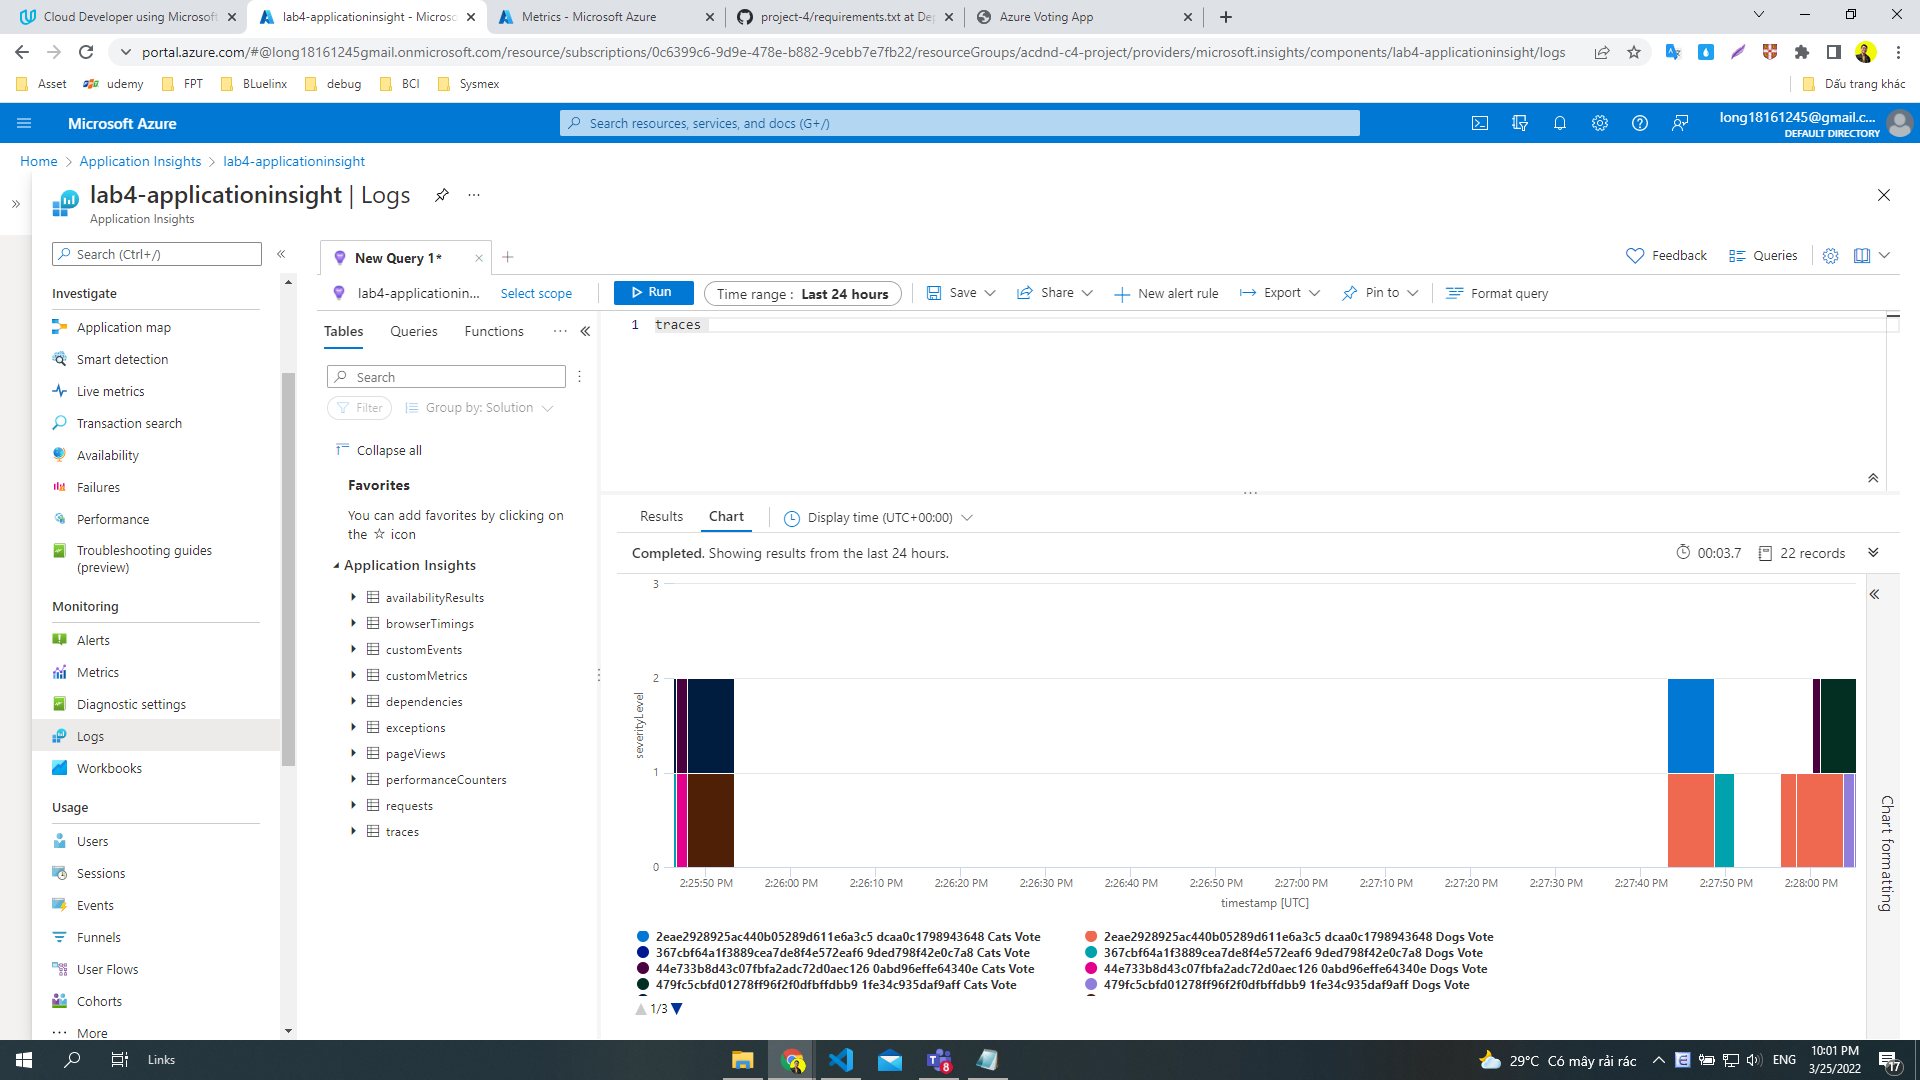 Cloud Developer using Microsoft
lab4-applicationinsight - Microso
Metrics - Microsoft Azure
project-4/requirements.txt at Dep
Azure Voting App
portal.azure.com/#@long18161245gmail.onmicrosoft.com/resource/subscriptions/0c6399c6-9d9e-478e-b882-9cebb7e7fb22/resourceGroups/acdnd-c4-project/providers/microsoft.insights/components/lab4-applicationinsight/logs
Asset
udemy
FPT
BLuelinx
debug
BCI
Sysmex
Dấu trang khác
Microsoft Azure
Search resources, services, and docs (G+/)
long18161245@gmail.c...
DEFAULT DIRECTORY
Home > Application Insights > lab4-applicationinsight
lab4-applicationinsight | Logs
Application Insights
Search (Ctrl+/)
Investigate
Application map
Smart detection
Live metrics
Transaction search
Availability
Failures
Performance
Troubleshooting guides
(preview)
Monitoring
Alerts
Metrics
Diagnostic settings
Logs
Workbooks
Usage
Users
Sessions
Events
Funnels
User Flows
Cohorts
More
New Query 1*
Feedback
Queries
lab4-applicationin...
Select scope
Run
Time range : Last 24 hours
Save
Share
New alert rule
Export
Pin to
Format query
Tables
Queries
Functions
Search
Filter
Group by: Solution
Collapse all
Favorites
You can add favorites by clicking on
the ☆ icon
Application Insights
availabilityResults
browserTimings
customEvents
customMetrics
dependencies
exceptions
pageViews
performanceCounters
requests
traces
1 traces
Results
Chart
Display time (UTC+00:00)
Completed. Showing results from the last 24 hours.
00:03.7
22 records
3
2
1
0
severityLevel
2:25:50 PM
2:26:00 PM
2:26:10 PM
2:26:20 PM
2:26:30 PM
2:26:40 PM
2:26:50 PM
2:27:00 PM
2:27:10 PM
2:27:20 PM
2:27:30 PM
2:27:40 PM
2:27:50 PM
2:28:00 PM
timestamp [UTC]
Chart formatting
2eae2928925ac440b05289d611e6a3c5 dcaa0c1798943648 Cats Vote
2eae2928925ac440b05289d611e6a3c5 dcaa0c1798943648 Dogs Vote
367cbf64a1f3889cea7de8f4e572eaf6 9ded798f42e0c7a8 Cats Vote
367cbf64a1f3889cea7de8f4e572eaf6 9ded798f42e0c7a8 Dogs Vote
44e733b8d43c07fbfa2adc72d0aec126 0abd96effe64340e Cats Vote
44e733b8d43c07fbfa2adc72d0aec126 0abd96effe64340e Dogs Vote
479fc5cbfd01278ff96f2f0dfbffdbb9 1fe34c935daf9aff Cats Vote
479fc5cbfd01278ff96f2f0dfbffdbb9 1fe34c935daf9aff Dogs Vote
1/3
Links
8
29°C Có mây rải rác
ENG
10:01 PM
3/25/2022
17